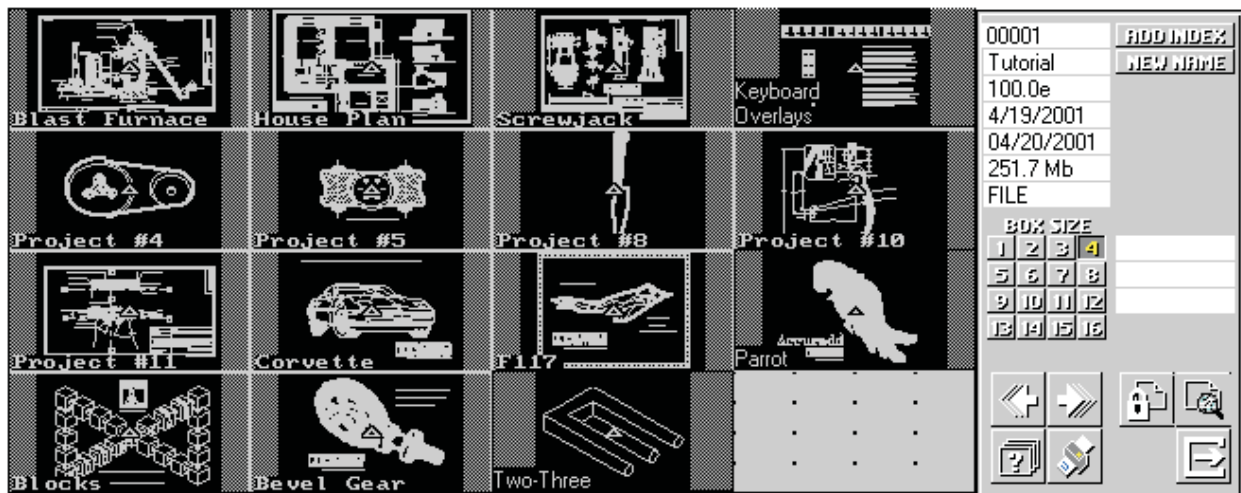 Blast Furnace
House Plan
Screwjack
Keyboard
Overlays
Project #4
Project #5
Project #8
Project #10
Project #11
Corvette
F117
Parrot
Blocks
Bevel Gear
Two-Three
00001
ADD INDEX
Tutorial
NEW NAME
100.0e
4/19/2001
04/20/2001
251.7 Mb
FILE
BOX SIZE
1 2 3 4
5 6 7 8
9 10 11 12
13 14 15 16
?